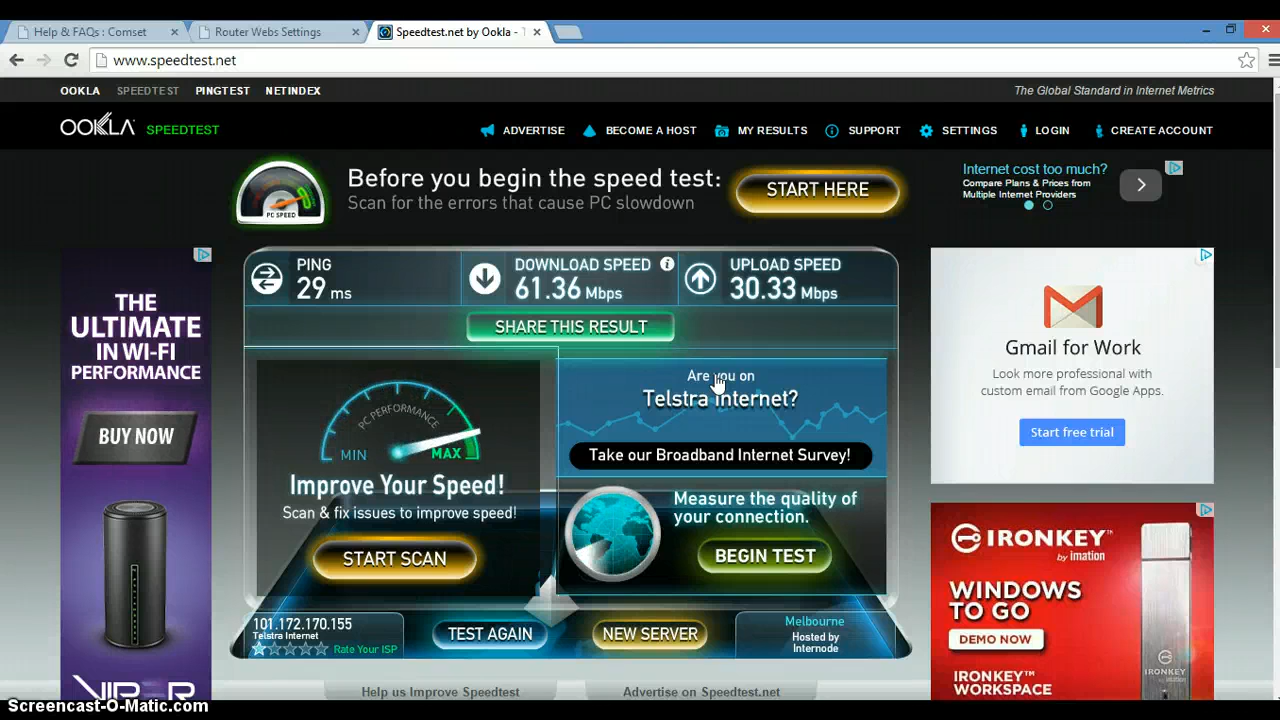 Help & FAQs : Comset
Router Webs Settings
Speedtest.net by Ookla - T
www.speedtest.net
OOKLA SPEEDTEST PINGTEST NETINDEX
The Global Standard in Internet Metrics
OOKLA SPEEDTEST
ADVERTISE BECOME A HOST MY RESULTS SUPPORT SETTINGS LOGIN CREATE ACCOUNT
PC SPEED
Before you begin the speed test:
Scan for the errors that cause PC slowdown
START HERE
Internet cost too much?
Compare Plans & Prices from
Multiple Internet Providers
THE
ULTIMATE
IN WI-FI
PERFORMANCE
BUY NOW
VIPER
PING
29 ms
DOWNLOAD SPEED
61.36 Mbps
UPLOAD SPEED
30.33 Mbps
SHARE THIS RESULT
PC PERFORMANCE
MIN MAX
Improve Your Speed!
Scan & fix issues to improve speed!
START SCAN
Are you on
Telstra Internet?
Take our Broadband Internet Survey!
Measure the quality of
your connection.
BEGIN TEST
101.172.170.155
Telstra Internet
Rate Your ISP
TEST AGAIN
NEW SERVER
Melbourne
Hosted by
Internode
Help us Improve Speedtest
Advertise on Speedtest.net
Gmail for Work
Look more professional with
custom email from Google Apps.
Start free trial
IRONKEY™
by imation
WINDOWS
TO GO
DEMO NOW
IRONKEY™
WORKSPACE
IRONKEY
Screencast-O-Matic.com